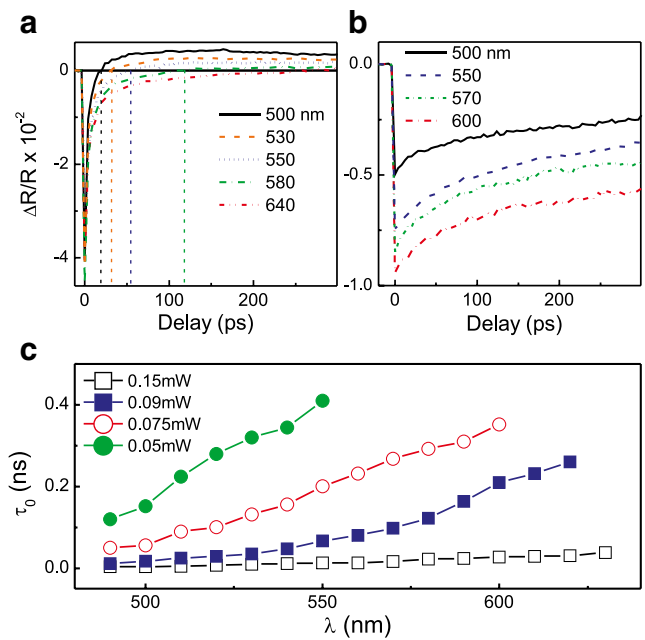 a
ΔR/R x 10⁻²
0
-2
-4
0
100
200
Delay (ps)
500 nm
530
550
580
640
b
0.0
-0.5
-1.0
0
100
200
Delay (ps)
500 nm
550
570
600
c
τ₀ (ns)
0.4
0.2
0.0
500
550
600
λ (nm)
0.15mW
0.09mW
0.075mW
0.05mW